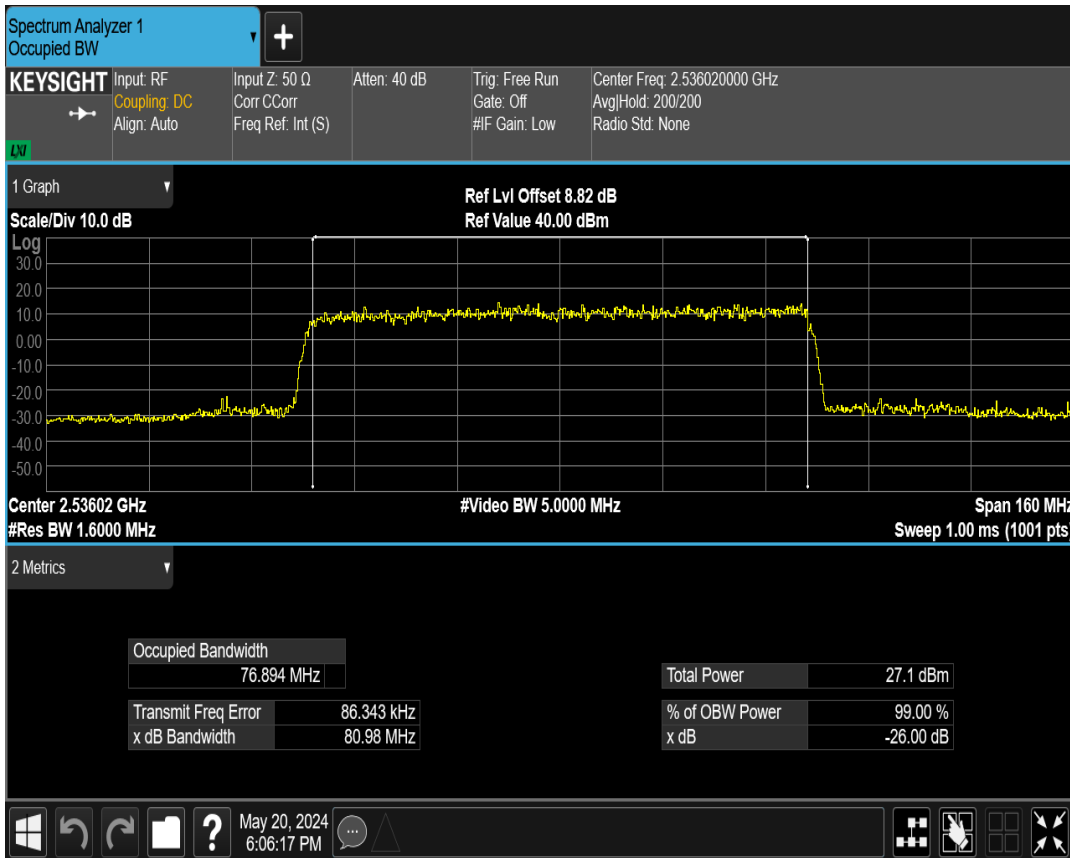 Spectrum Analyzer 1
Occupied BW
KEYSIGHT
LXI
Input: RF
Coupling: DC
Align: Auto
Input Z: 50 Ω
Corr CCorr
Freq Ref: Int (S)
Atten: 40 dB
Trig: Free Run
Gate: Off
#IF Gain: Low
Center Freq: 2.536020000 GHz
Avg|Hold: 200/200
Radio Std: None
1 Graph
Scale/Div 10.0 dB
Ref Lvl Offset 8.82 dB
Ref Value 40.00 dBm
Log
30.0
20.0
10.0
0.00
-10.0
-20.0
-30.0
-40.0
-50.0
Center 2.53602 GHz
#Video BW 5.0000 MHz
Span 160 MHz
#Res BW 1.6000 MHz
Sweep 1.00 ms (1001 pts)
2 Metrics
Occupied Bandwidth
76.894 MHz
Total Power 27.1 dBm
Transmit Freq Error 86.343 kHz
% of OBW Power 99.00 %
x dB Bandwidth 80.98 MHz
x dB -26.00 dB
?
May 20, 2024
6:06:17 PM